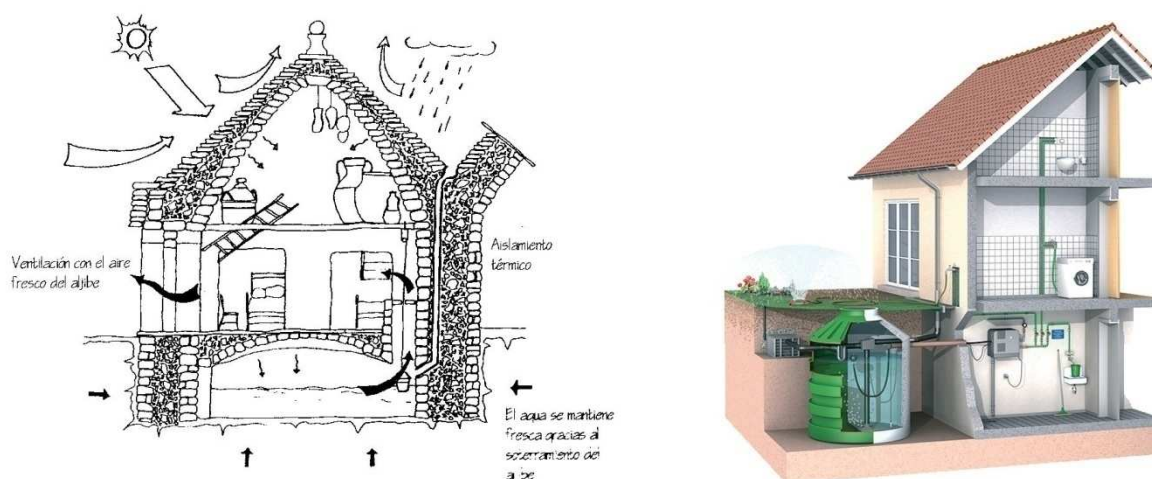 Ventilación con el aire
fresco del aljibe
Aislamiento
térmico
El agua se mantiene
fresca gracias al
soterramiento del
aljibe